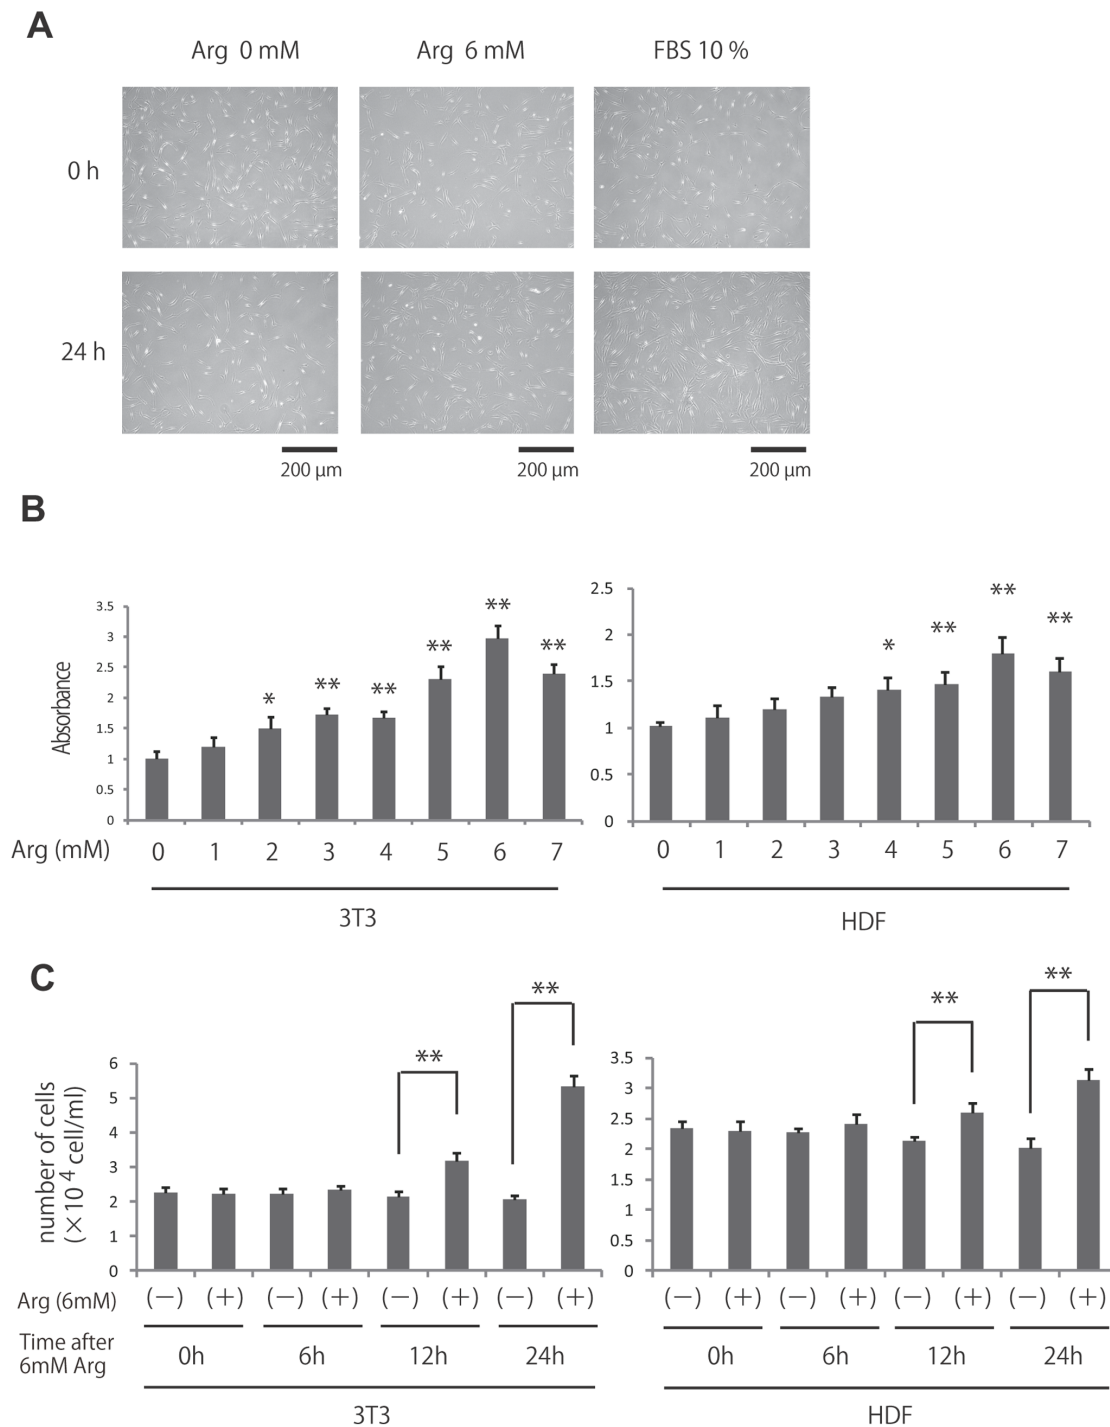 A
Arg 0 mM Arg 6 mM FBS 10 %
0 h
24 h
200 µm 200 µm 200 µm
B
Absorbance
3.5
3
2.5
2
1.5
1
0.5
0
* ** ** ** ** **
Arg (mM) 0 1 2 3 4 5 6 7
3T3
2.5
2
1.5
1
0.5
0
* ** ** **
0 1 2 3 4 5 6 7
HDF
C
number of cells
(×10⁴ cell/ml)
6
5
4
3
2
1
0
** **
Arg (6mM) (−) (+) (−) (+) (−) (+) (−) (+)
Time after
6mM Arg
0h 6h 12h 24h
3T3
3.5
3
2.5
2
1.5
1
0.5
0
** **
(−) (+) (−) (+) (−) (+) (−) (+)
0h 6h 12h 24h
HDF